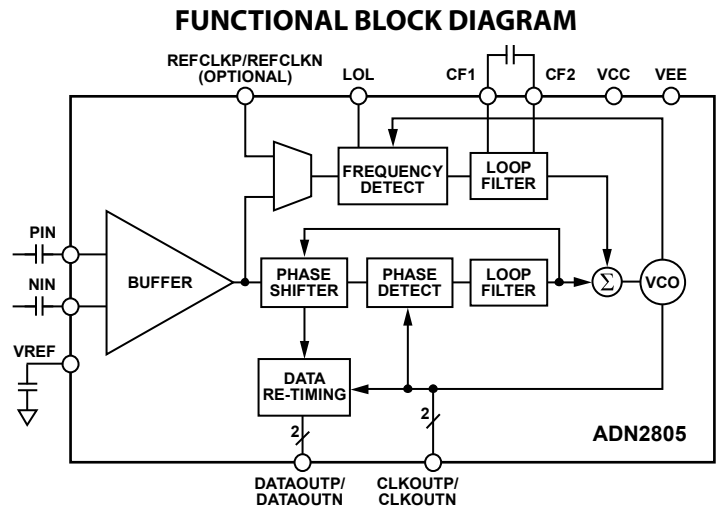 FUNCTIONAL BLOCK DIAGRAM
REFCLKP/REFCLKN
(OPTIONAL)
LOL
CF1
CF2
VCC
VEE
FREQUENCY
DETECT
LOOP
FILTER
PIN
NIN
VREF
BUFFER
PHASE
SHIFTER
PHASE
DETECT
LOOP
FILTER
Σ
VCO
DATA
RE-TIMING
2
2
ADN2805
DATAOUTP/
DATAOUTN
CLKOUTP/
CLKOUTN